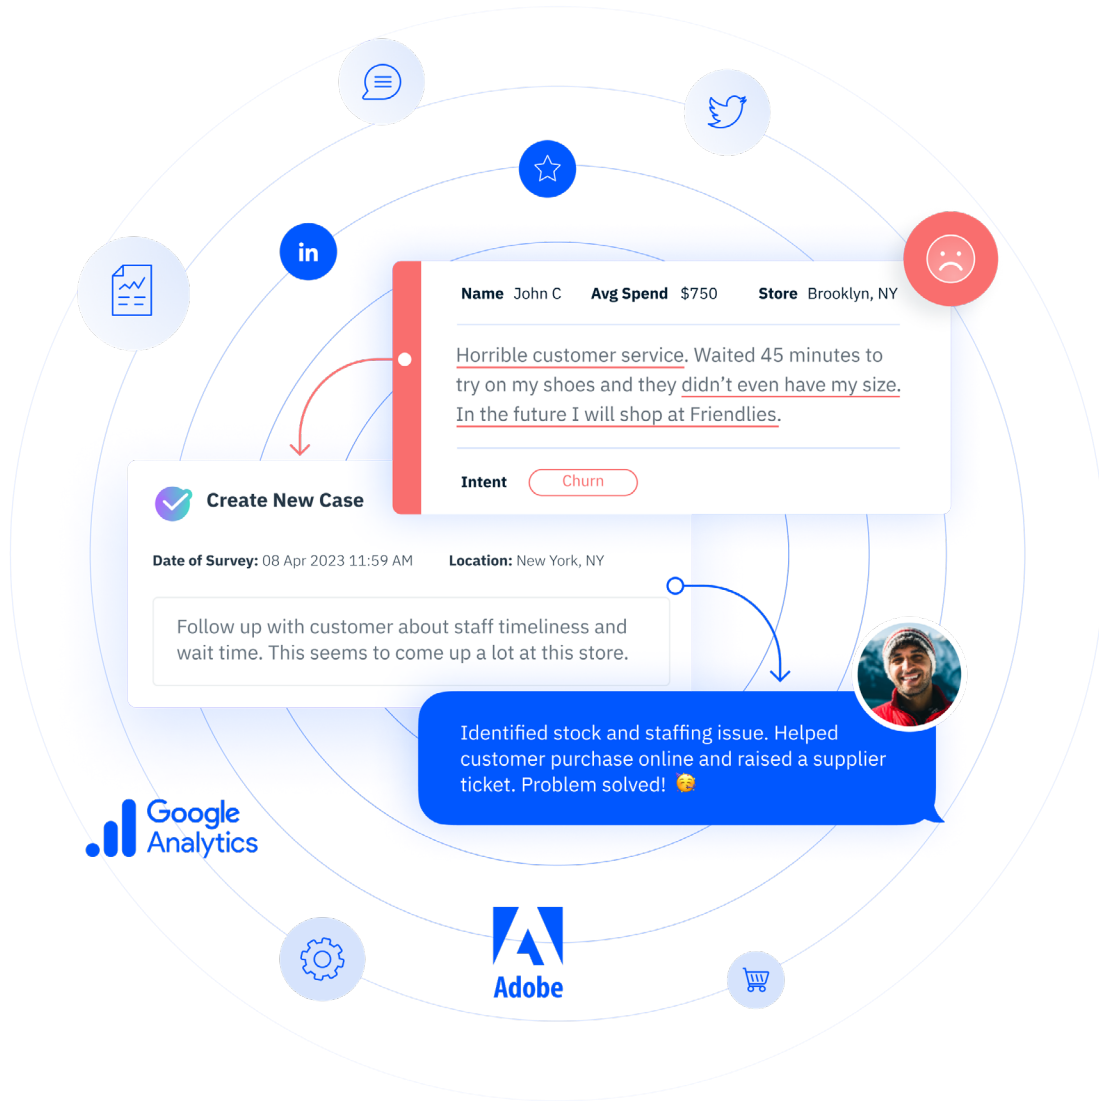 in
Name John C Avg Spend $750 Store Brooklyn, NY
Horrible customer service. Waited 45 minutes to
try on my shoes and they didn’t even have my size.
In the future I will shop at Friendlies.
Intent Churn
Create New Case
Date of Survey: 08 Apr 2023 11:59 AM Location: New York, NY
Follow up with customer about staff timeliness and
wait time. This seems to come up a lot at this store.
Identified stock and staffing issue. Helped
customer purchase online and raised a supplier
ticket. Problem solved! 🥳
Google
Analytics
Adobe